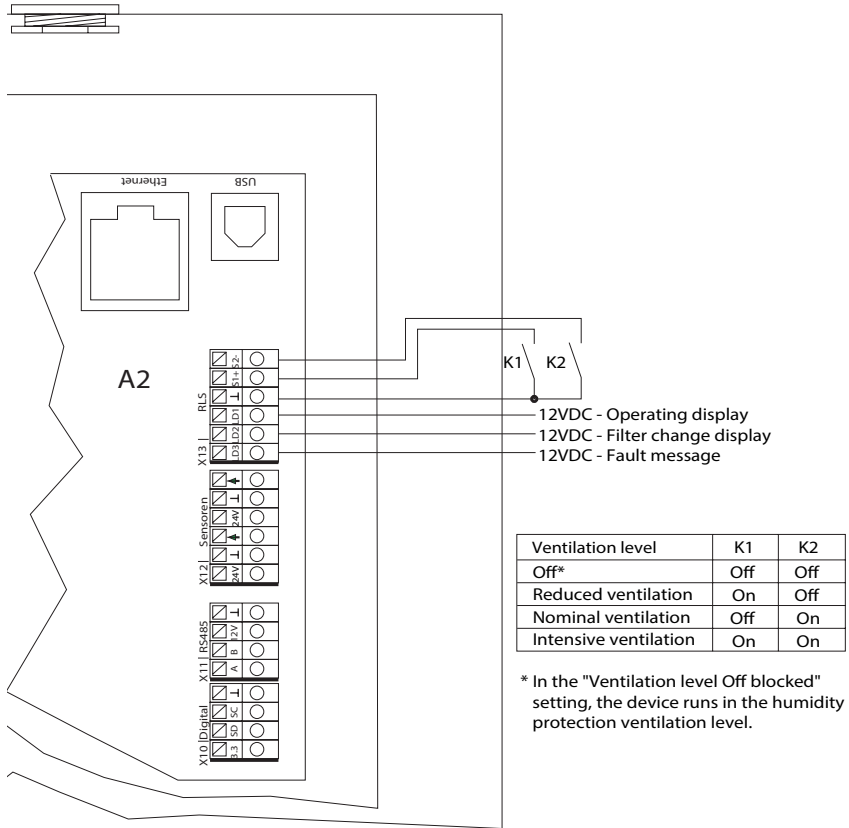 Ethernet
USB
A2
X13 | RLS
S2-
S1+
⊥
LD1
LD2
LD3
K1 K2
12VDC - Operating display
12VDC - Filter change display
12VDC - Fault message
X12 | Sensoren
⊥
24V
⊥
24V
X11 | RS485
⊥
12V
B
A
X10 |Digital
⊥
SC
SD
3.3
Ventilation level K1 K2
Off* Off Off
Reduced ventilation On Off
Nominal ventilation Off On
Intensive ventilation On On
* In the "Ventilation level Off blocked"
setting, the device runs in the humidity
protection ventilation level.